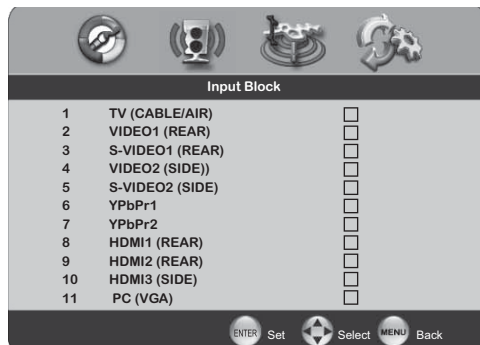 Input Block
1 TV (CABLE/AIR)
2 VIDEO1 (REAR)
3 S-VIDEO1 (REAR)
4 VIDEO2 (SIDE))
5 S-VIDEO2 (SIDE)
6 YPbPr1
7 YPbPr2
8 HDMI1 (REAR)
9 HDMI2 (REAR)
10 HDMI3 (SIDE)
11 PC (VGA)
ENTER Set Select MENU Back